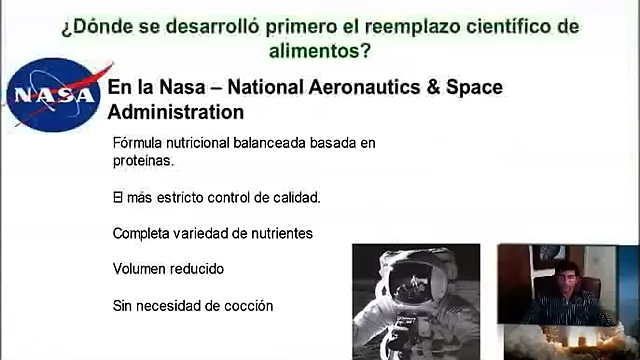 ¿Dónde se desarrolló primero el reemplazo científico de
alimentos?
NASA
En la Nasa – National Aeronautics & Space
Administration
Fórmula nutricional balanceada basada en
proteínas.
El más estricto control de calidad.
Completa variedad de nutrientes
Volumen reducido
Sin necesidad de cocción